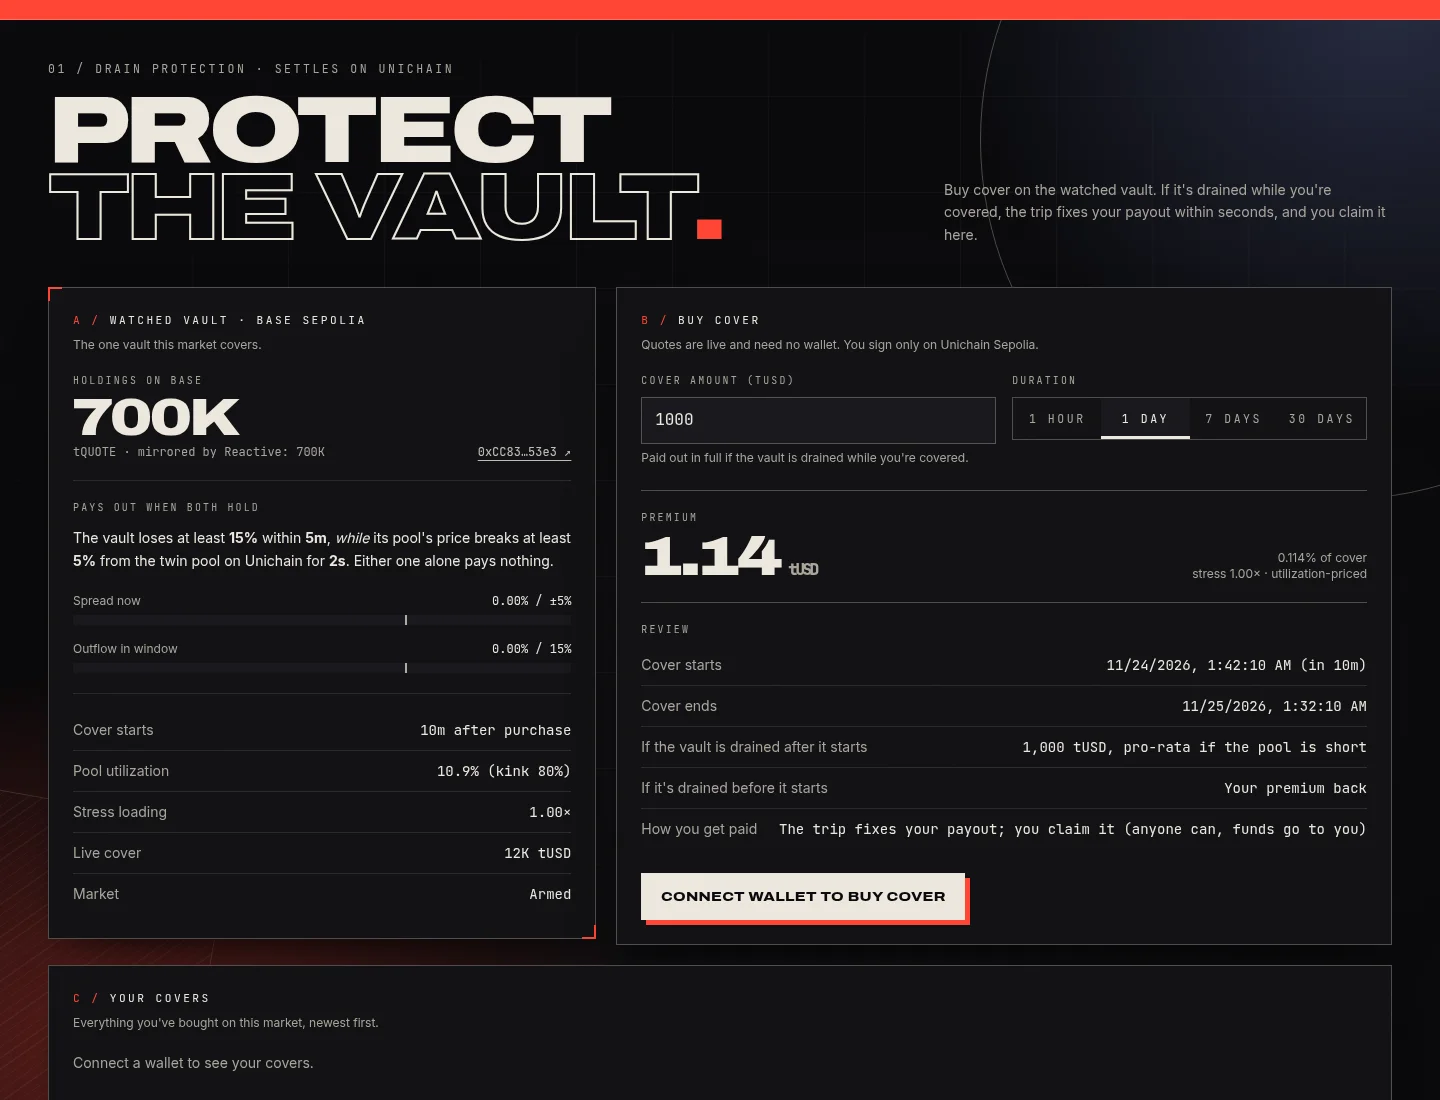 01 / DRAIN PROTECTION · SETTLES ON UNICHAIN
PROTECT
THE VAULT.
Buy cover on the watched vault. If it's drained while you're
covered, the trip fixes your payout within seconds, and you claim it
here.
A / WATCHED VAULT · BASE SEPOLIA
The one vault this market covers.
HOLDINGS ON BASE
700K
tQUOTE · mirrored by Reactive: 700K
0xCC83…53e3 ↗
PAYS OUT WHEN BOTH HOLD
The vault loses at least 15% within 5m, while its pool's price breaks at least
5% from the twin pool on Unichain for 2s. Either one alone pays nothing.
Spread now 0.00% / ±5%
Outflow in window 0.00% / 15%
Cover starts 10m after purchase
Pool utilization 10.9% (kink 80%)
Stress loading 1.00×
Live cover 12K tUSD
Market Armed
B / BUY COVER
Quotes are live and need no wallet. You sign only on Unichain Sepolia.
COVER AMOUNT (TUSD)
1000
Paid out in full if the vault is drained while you're covered.
DURATION
1 HOUR 1 DAY 7 DAYS 30 DAYS
PREMIUM
1.14 tUSD
0.114% of cover
stress 1.00× · utilization-priced
REVIEW
Cover starts 11/24/2026, 1:42:10 AM (in 10m)
Cover ends 11/25/2026, 1:32:10 AM
If the vault is drained after it starts 1,000 tUSD, pro-rata if the pool is short
If it's drained before it starts Your premium back
How you get paid The trip fixes your payout; you claim it (anyone can, funds go to you)
CONNECT WALLET TO BUY COVER
C / YOUR COVERS
Everything you've bought on this market, newest first.
Connect a wallet to see your covers.